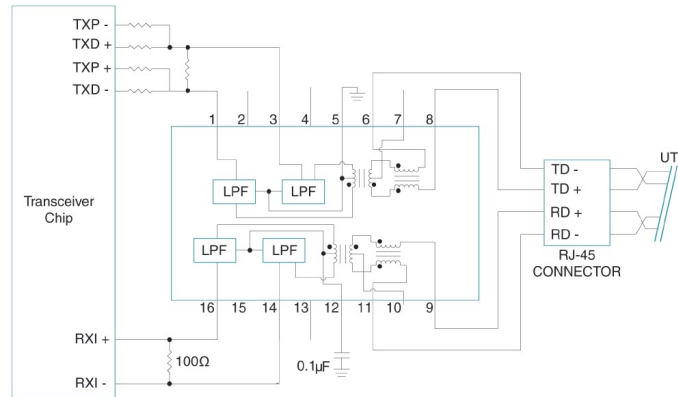 TXP -
TXD +
TXP +
TXD -
1 2 3 4 5 6 7 8
UT
LPF LPF
TD -
TD +
RD +
RD -
Transceiver
Chip
LPF LPF
RJ-45
CONNECTOR
16 15 14 13 12 11 10 9
RXI +
100Ω
0.1µF
RXI -